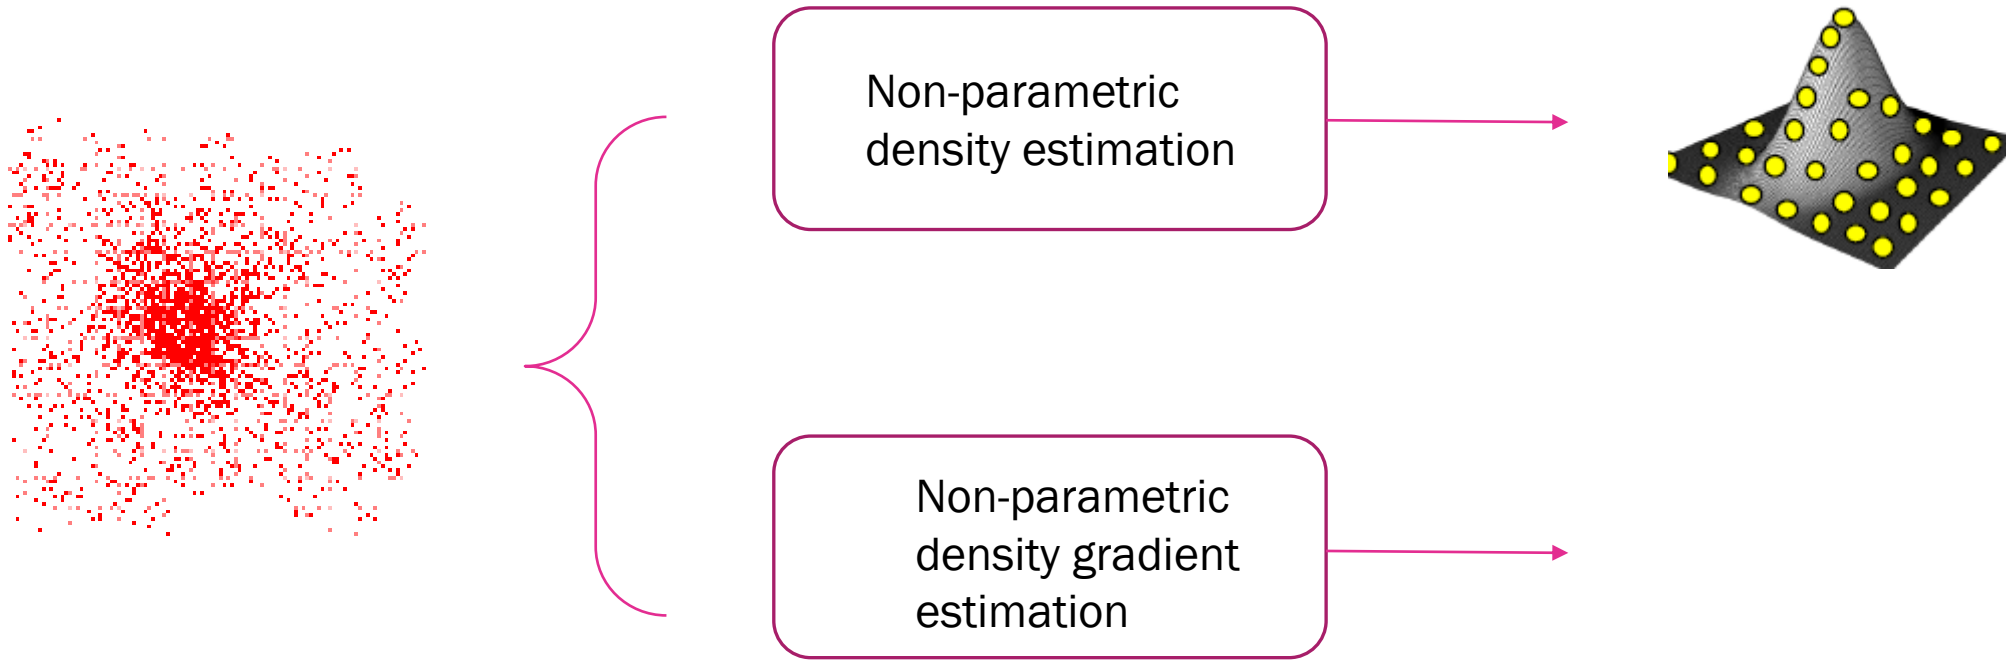 Non-parametric
density estimation
Non-parametric
density gradient
estimation